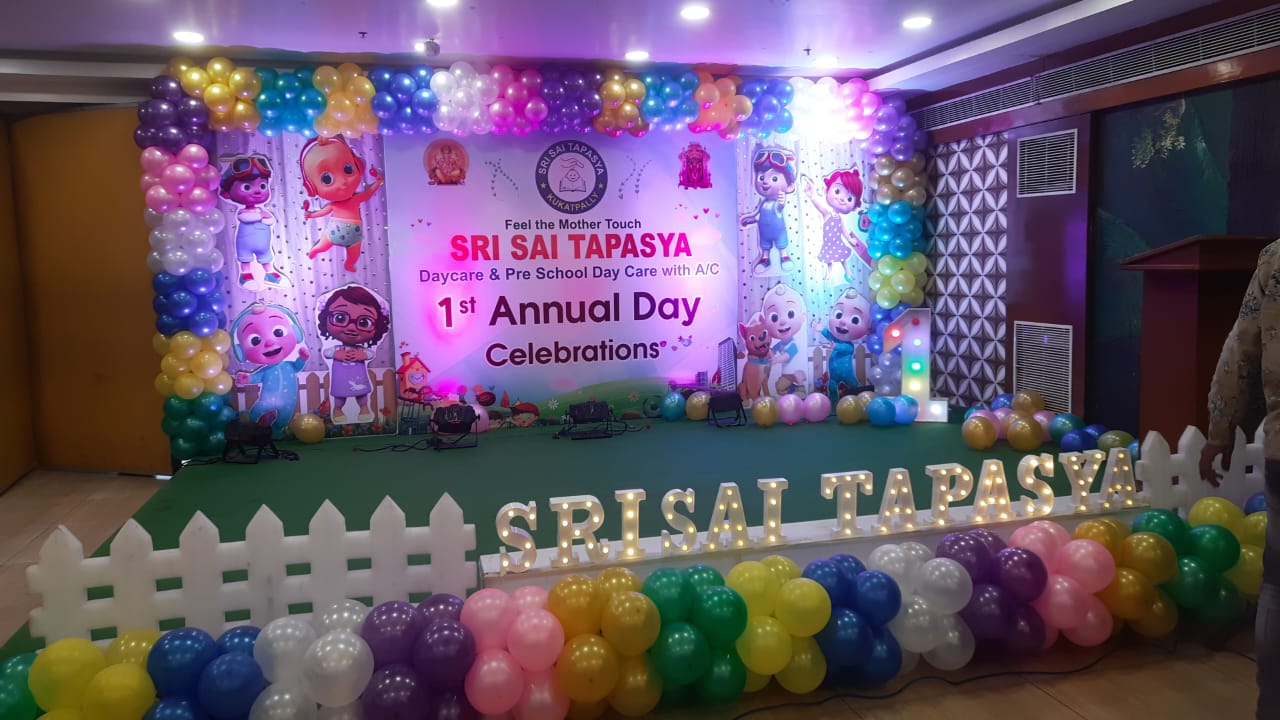 SRI SAI TAPASYA
KUKATPALLY
Feel the Mother Touch
SRI SAI TAPASYA
Daycare & Pre School Day Care with A/C
1st Annual Day
Celebrations
1
SRISAI TAPASYA